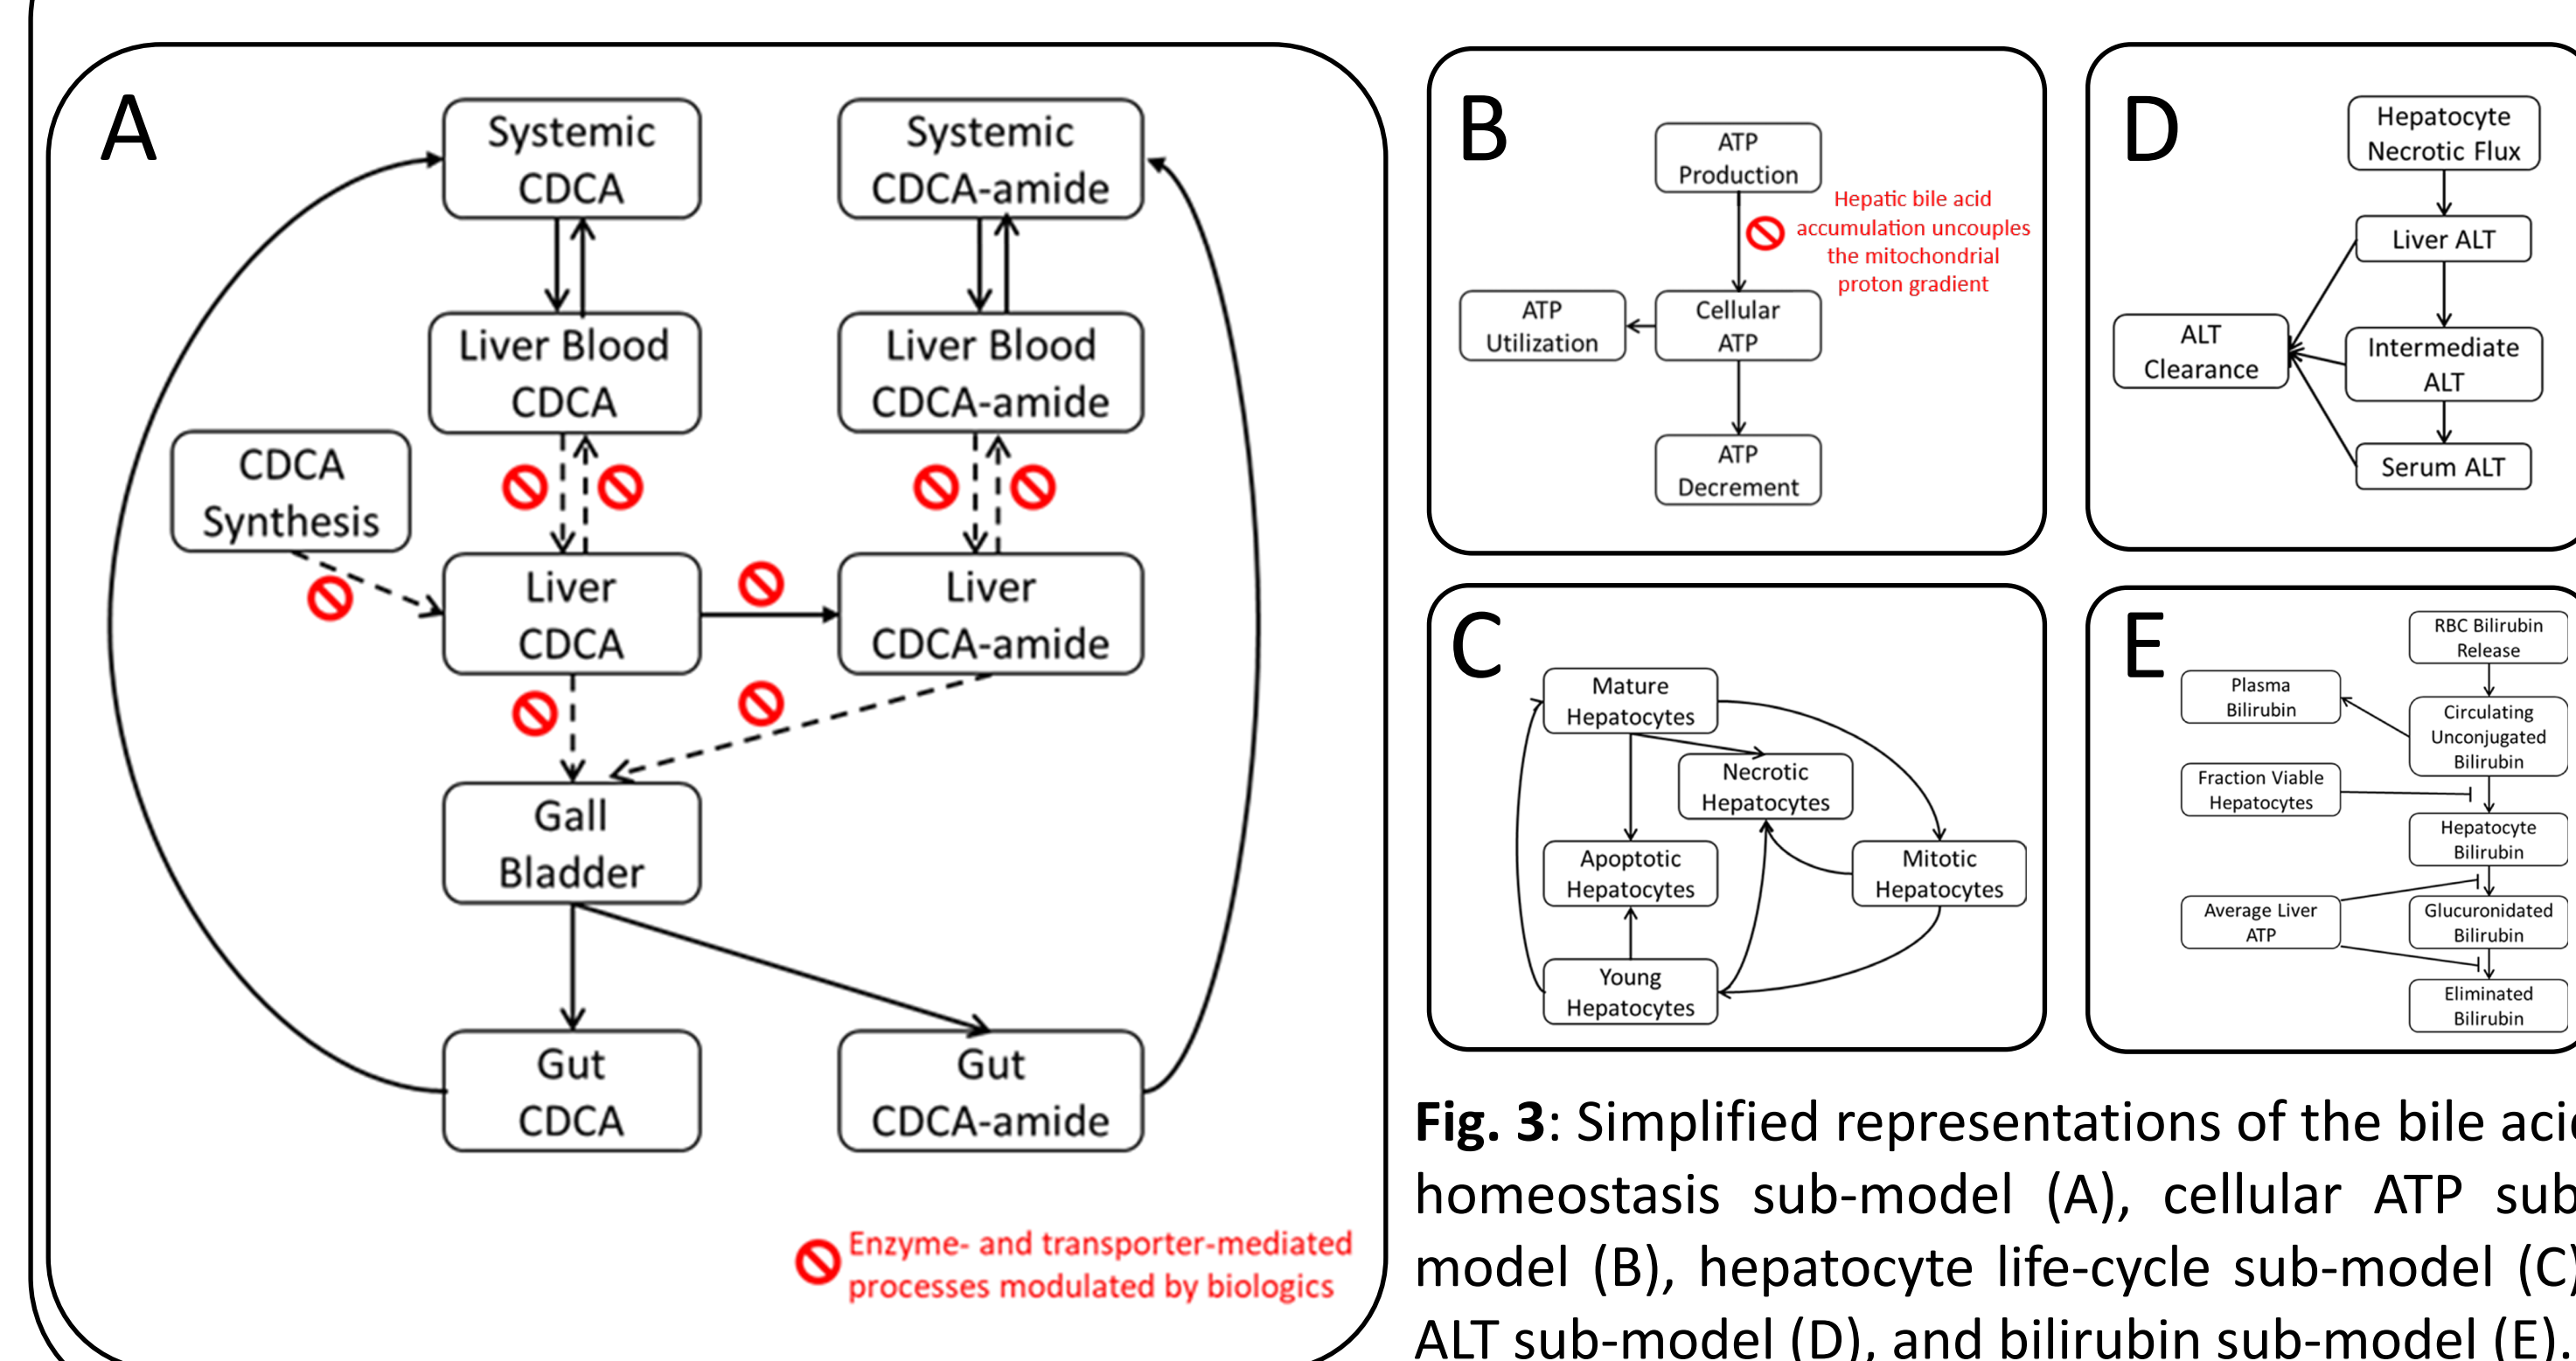 A
Systemic
CDCA
Systemic
CDCA-amide
Liver Blood
CDCA
Liver Blood
CDCA-amide
CDCA
Synthesis
Liver
CDCA
Liver
CDCA-amide
Gall
Bladder
Gut
CDCA
Gut
CDCA-amide
Enzyme- and transporter-mediated
processes modulated by biologics
B
ATP
Production
Hepatic bile acid
accumulation uncouples
the mitochondrial
proton gradient
ATP
Utilization
Cellular
ATP
ATP
Decrement
D
Hepatocyte
Necrotic Flux
Liver ALT
ALT
Clearance
Intermediate
ALT
Serum ALT
C
Mature
Hepatocytes
Necrotic
Hepatocytes
Apoptotic
Hepatocytes
Mitotic
Hepatocytes
Young
Hepatocytes
E
RBC Bilirubin
Release
Plasma
Bilirubin
Circulating
Unconjugated
Bilirubin
Fraction Viable
Hepatocytes
Hepatocyte
Bilirubin
Average Liver
ATP
Glucuronidated
Bilirubin
Eliminated
Bilirubin
Fig. 3: Simplified representations of the bile acid
homeostasis sub-model (A), cellular ATP sub
model (B), hepatocyte life-cycle sub-model (C)
ALT sub-model (D), and bilirubin sub-model (E).